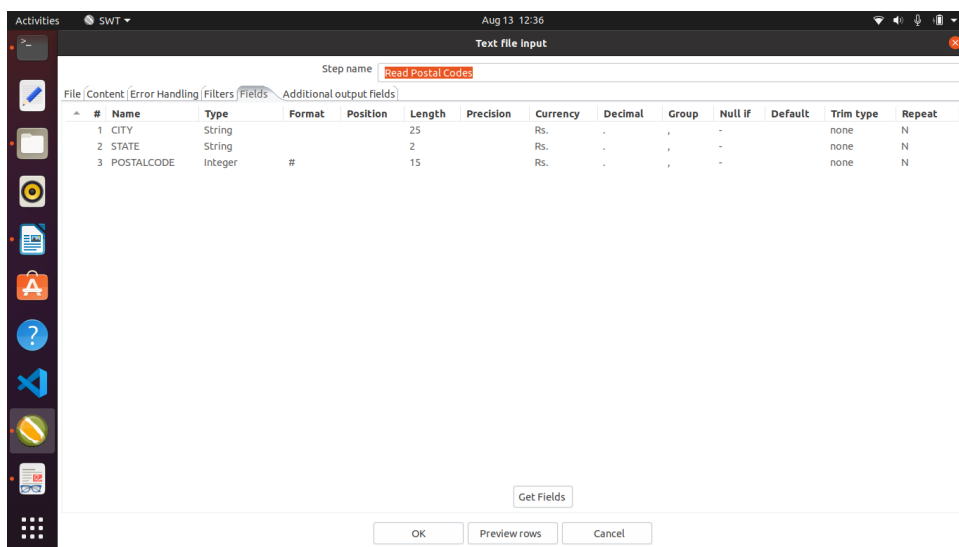 Activities SWT Aug 13 12:36
Text file input
Step name Read Postal Codes
File Content Error Handling Filters Fields Additional output fields
# Name Type Format Position Length Precision Currency Decimal Group Null if Default Trim type Repeat
1 CITY String 25 Rs. . , - none N
2 STATE String 2 Rs. . , - none N
3 POSTALCODE Integer # 15 Rs. . , - none N
Get Fields
OK Preview rows Cancel